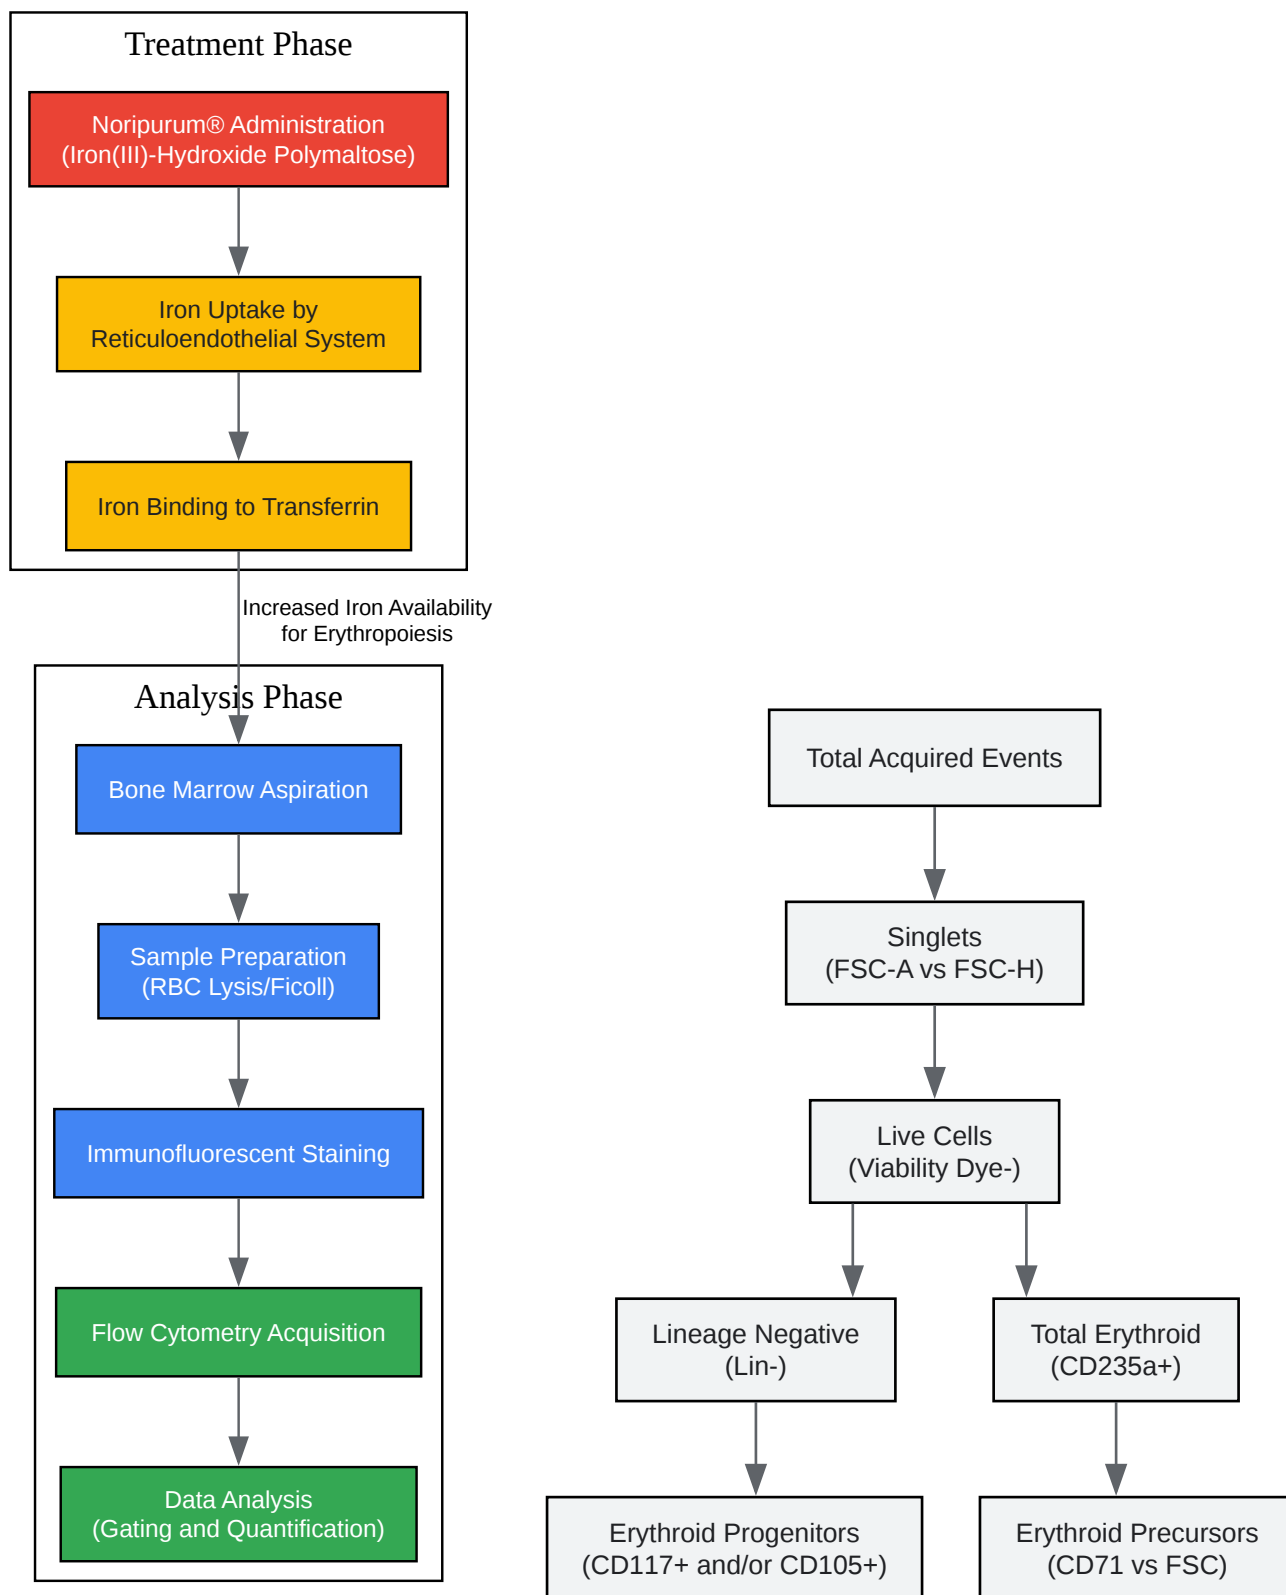 Treatment Phase
Noripurum® Administration
(Iron(III)-Hydroxide Polymaltose)
Iron Uptake by
Reticuloendothelial System
Iron Binding to Transferrin
Increased Iron Availability
for Erythropoiesis
Analysis Phase
Bone Marrow Aspiration
Sample Preparation
(RBC Lysis/Ficoll)
Immunofluorescent Staining
Flow Cytometry Acquisition
Data Analysis
(Gating and Quantification)
Total Acquired Events
Singlets
(FSC-A vs FSC-H)
Live Cells
(Viability Dye-)
Lineage Negative
(Lin-)
Total Erythroid
(CD235a+)
Erythroid Progenitors
(CD117+ and/or CD105+)
Erythroid Precursors
(CD71 vs FSC)